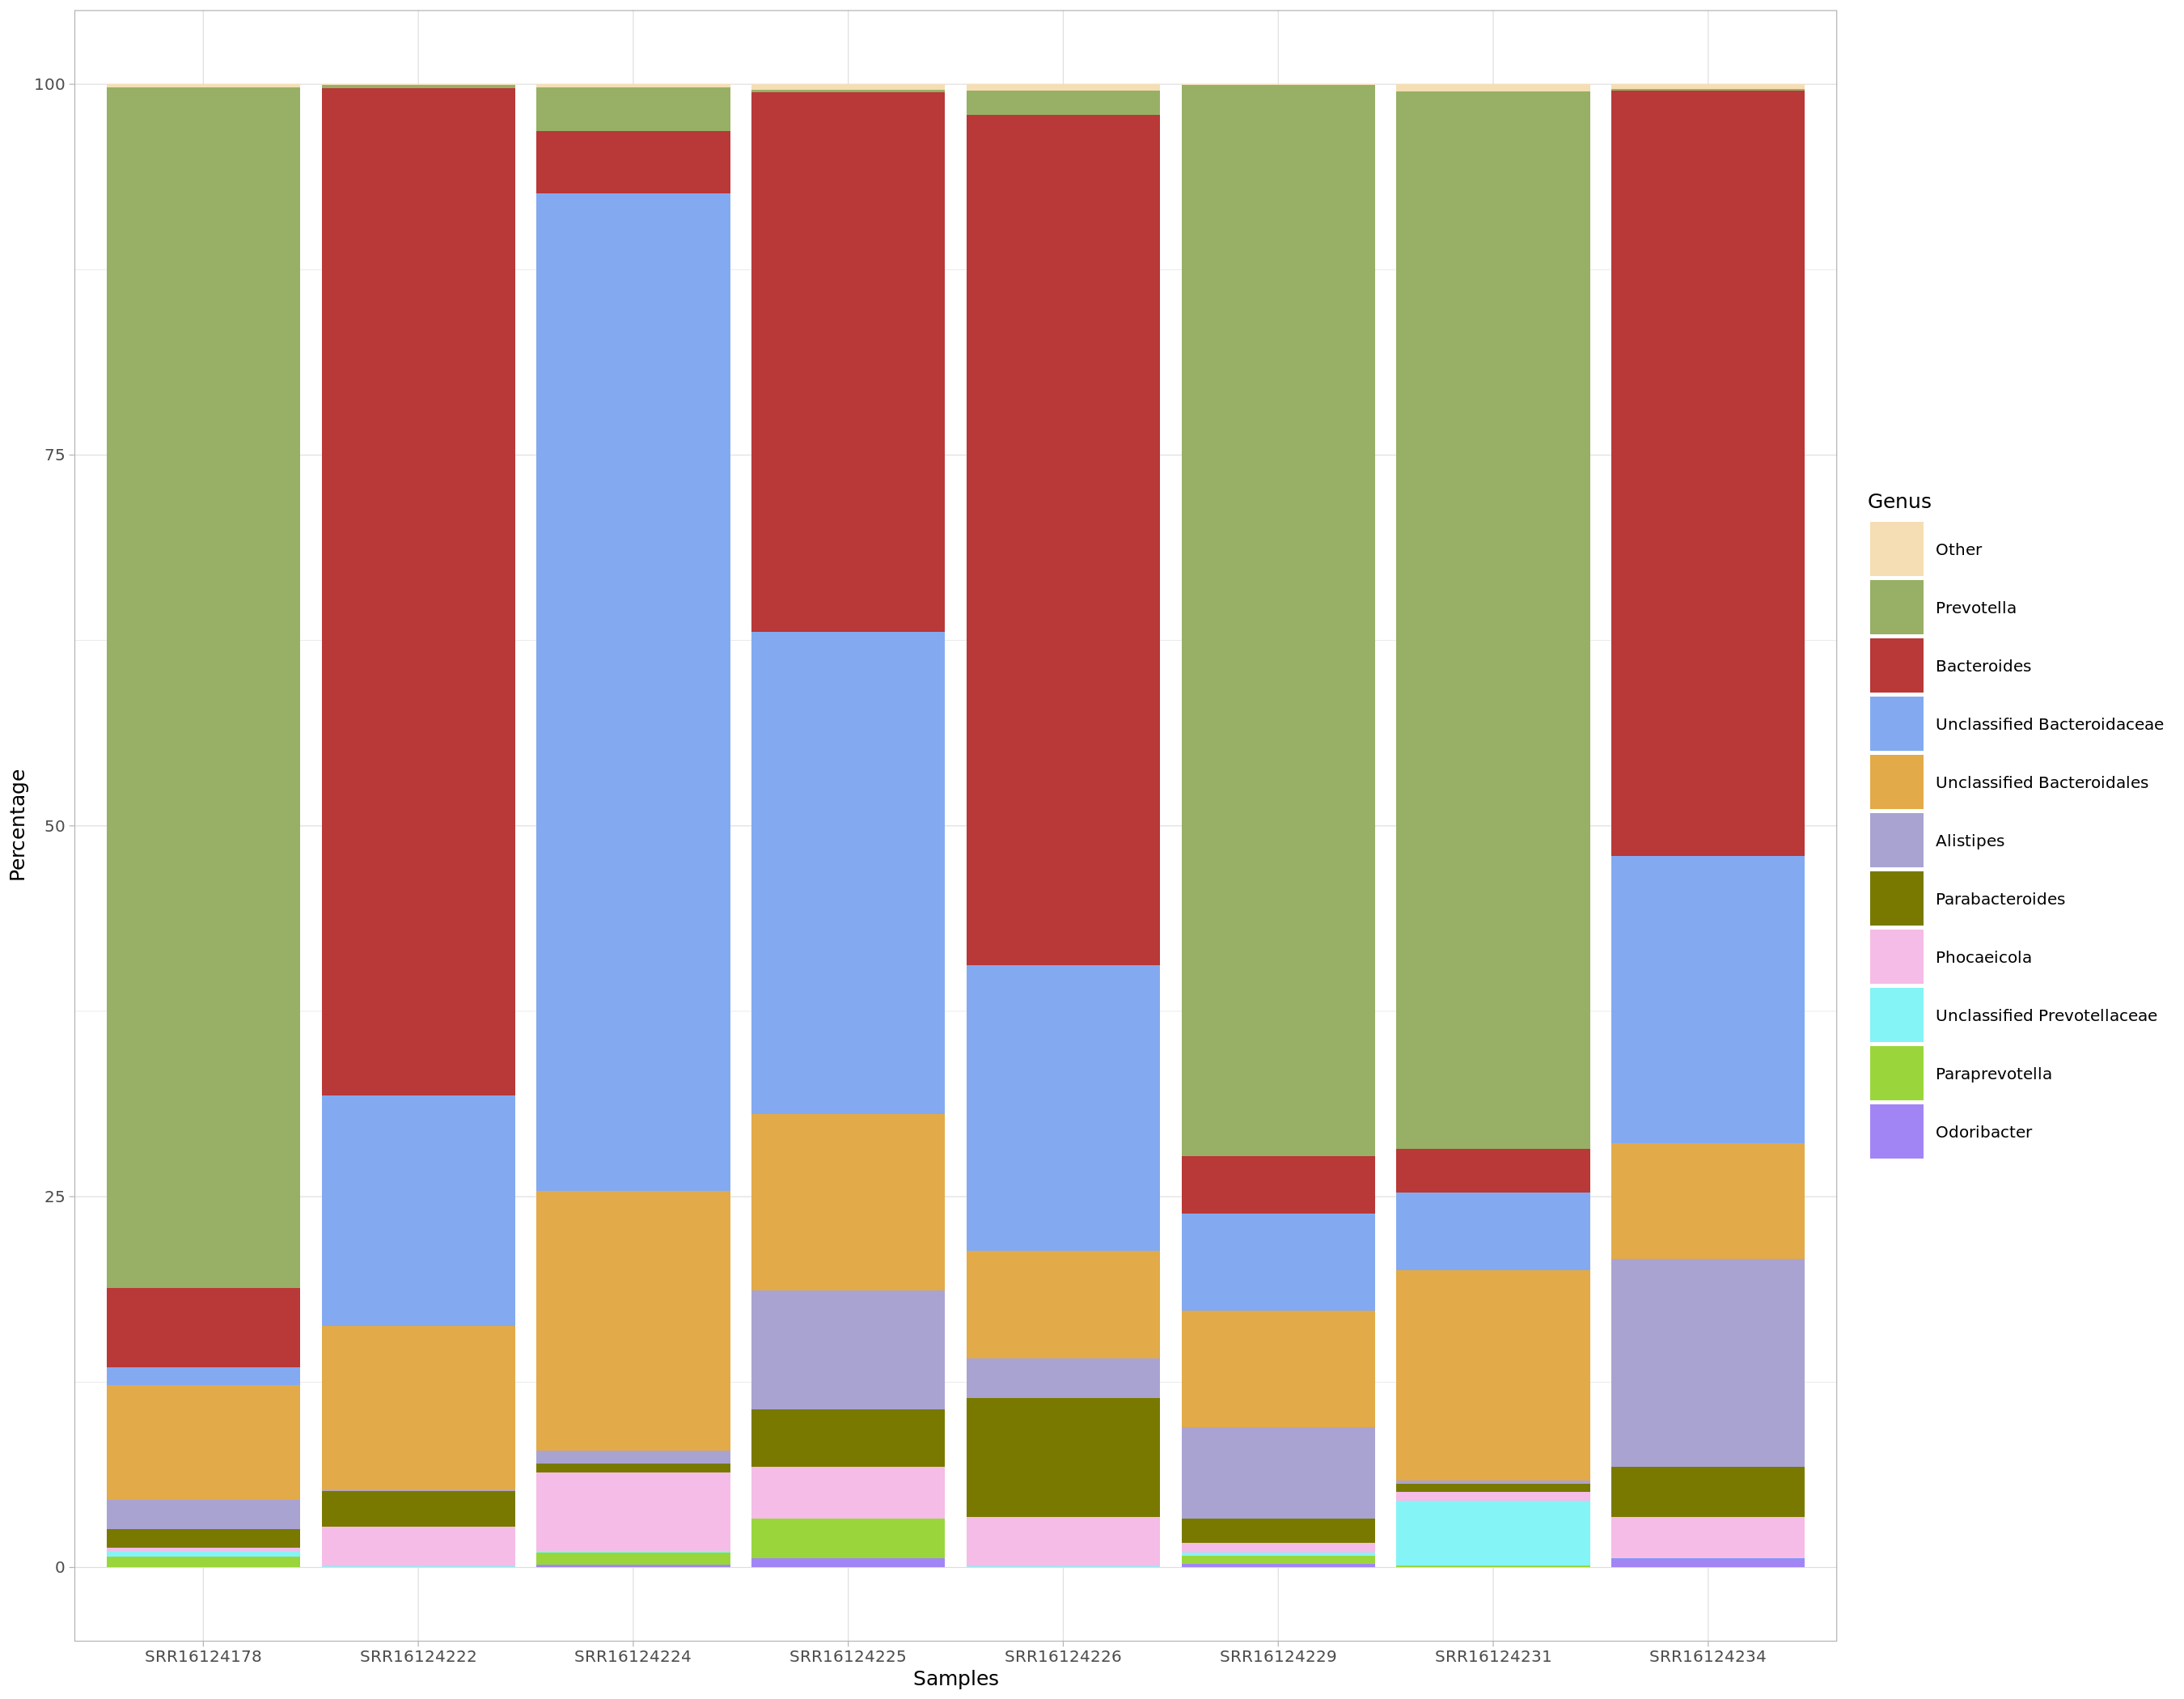 100
75
50
25
0
Percentage
SRR16124178
SRR16124222
SRR16124224
SRR16124225
SRR16124226
SRR16124229
SRR16124231
SRR16124234
Samples
Genus
Other
Prevotella
Bacteroides
Unclassified Bacteroidaceae
Unclassified Bacteroidales
Alistipes
Parabacteroides
Phocaeicola
Unclassified Prevotellaceae
Paraprevotella
Odoribacter